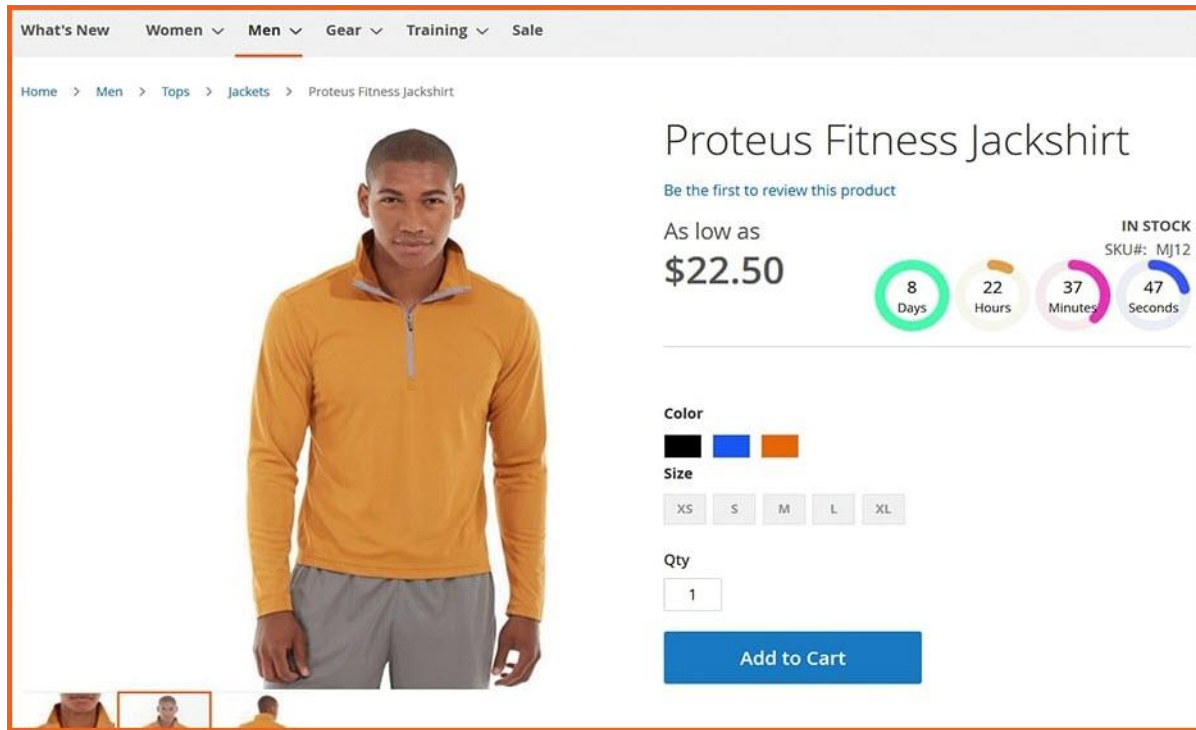 What's New Women Men Gear Training Sale
Home > Men > Tops > Jackets > Proteus Fitness Jackshirt
Proteus Fitness Jackshirt
Be the first to review this product
As low as
$22.50
IN STOCK
SKU#: MJ12
8 22 37 47
Days Hours Minutes Seconds
Color
Size
XS S M L XL
Qty
1
Add to Cart